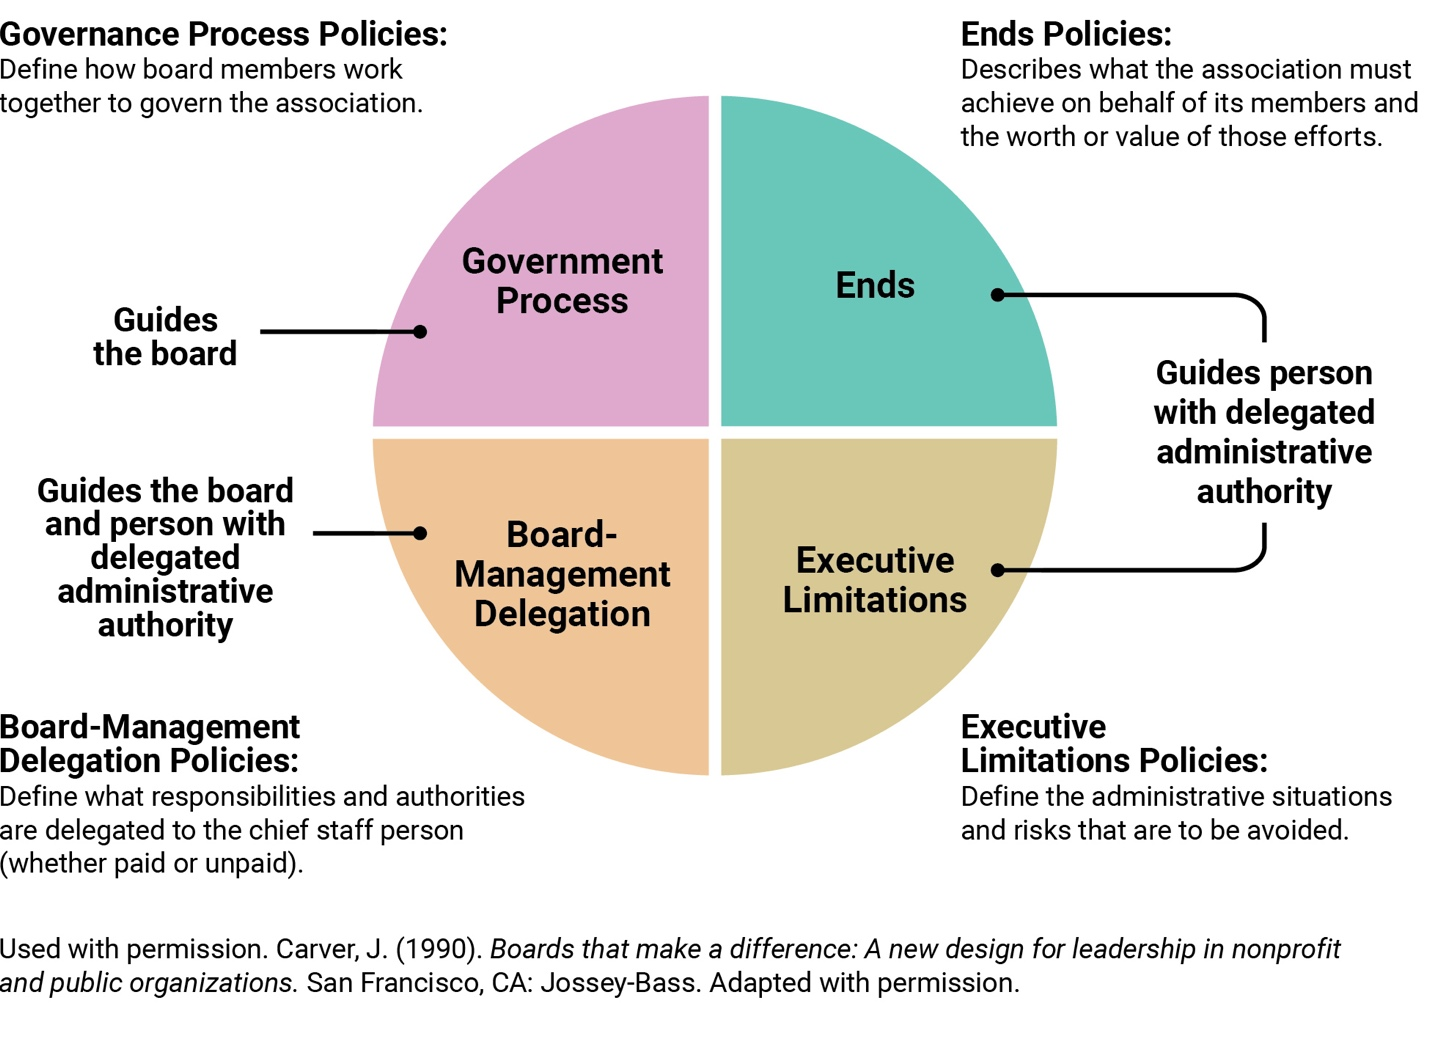 Governance Process Policies:
Define how board members work
together to govern the association.
Ends Policies:
Describes what the association must
achieve on behalf of its members and
the worth or value of those efforts.
Government
Process
Ends
Guides
the board
Guides person
with delegated
administrative
authority
Guides the board
and person with
delegated
administrative
authority
Board-
Management
Delegation
Executive
Limitations
Board-Management
Delegation Policies:
Define what responsibilities and authorities
are delegated to the chief staff person
(whether paid or unpaid).
Executive
Limitations Policies:
Define the administrative situations
and risks that are to be avoided.
Used with permission. Carver, J. (1990). Boards that make a difference: A new design for leadership in nonprofit
and public organizations. San Francisco, CA: Jossey-Bass. Adapted with permission.